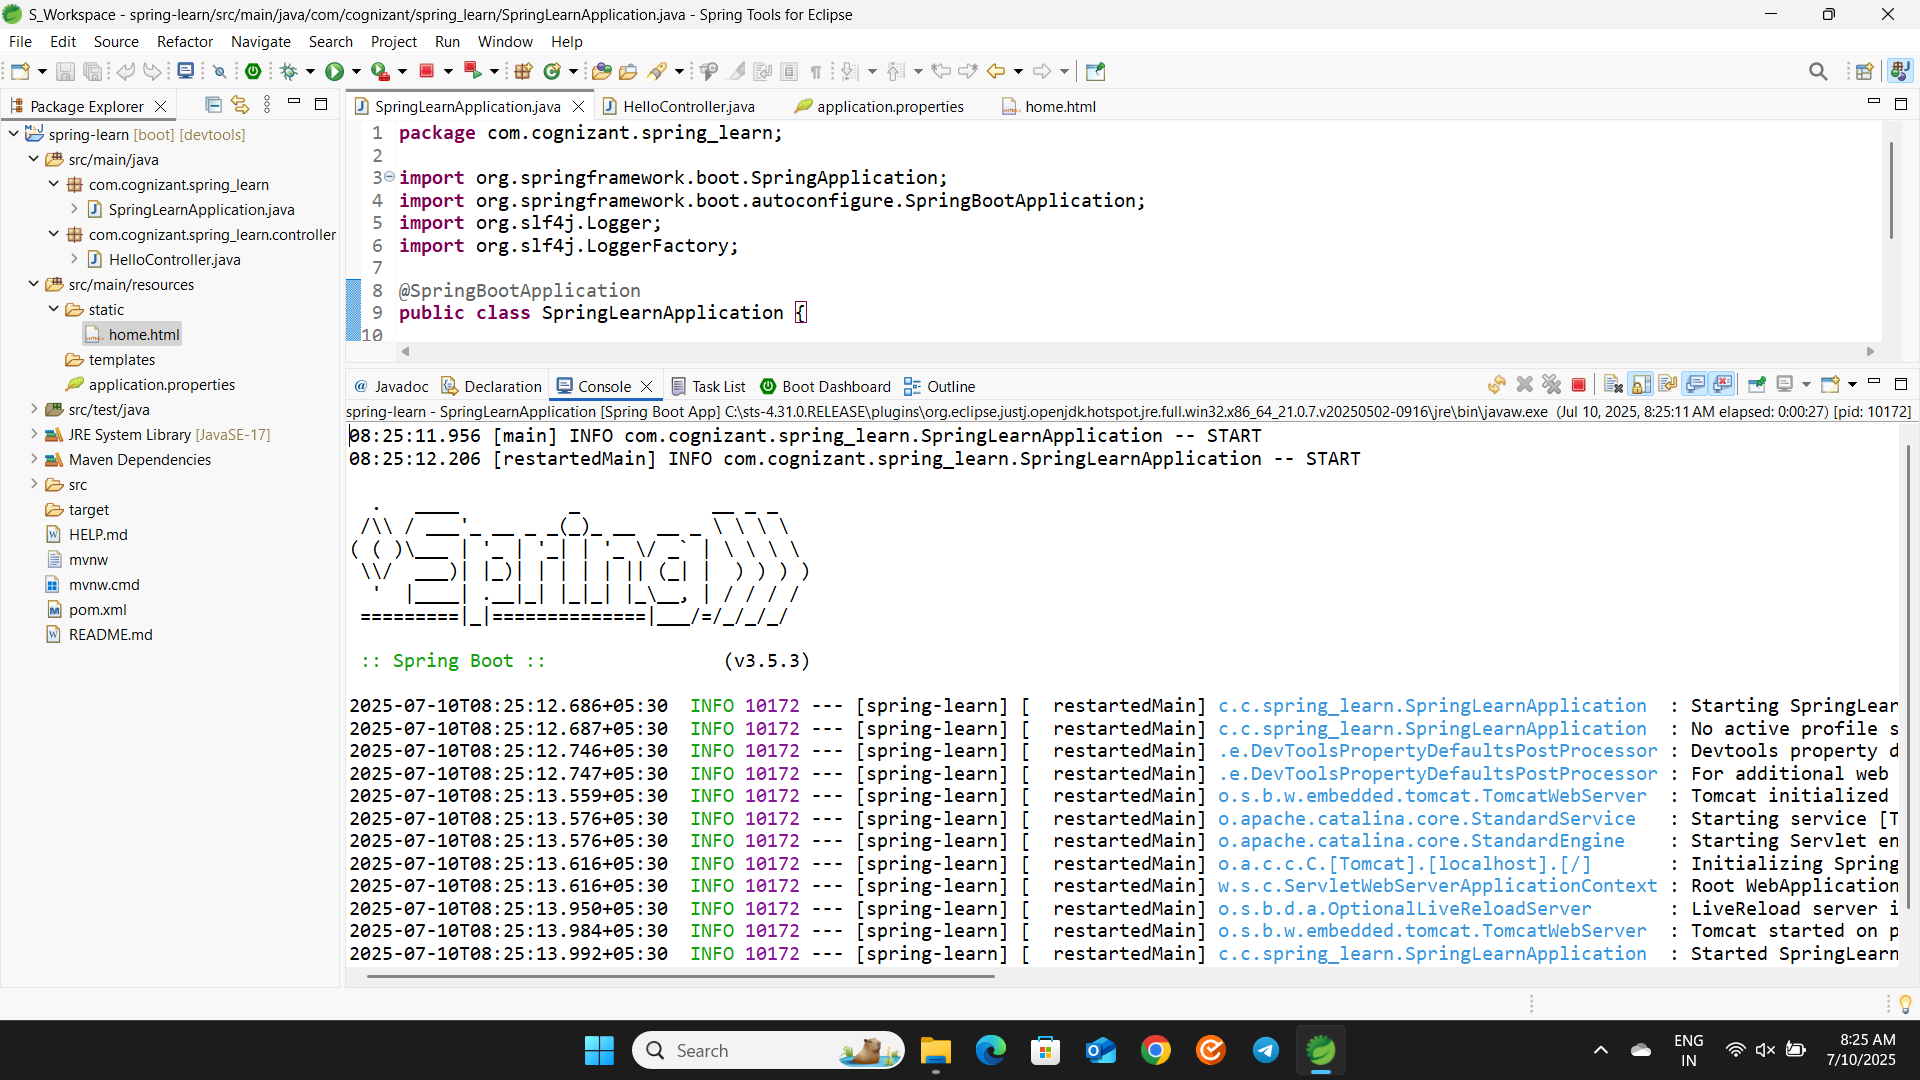 S_Workspace - spring-learn/src/main/java/com/cognizant/spring_learn/SpringLearnApplication.java - Spring Tools for Eclipse
File Edit Source Refactor Navigate Search Project Run Window Help
Package Explorer
spring-learn [boot] [devtools]
src/main/java
com.cognizant.spring_learn
SpringLearnApplication.java
com.cognizant.spring_learn.controller
HelloController.java
src/main/resources
static
home.html
templates
application.properties
src/test/java
JRE System Library [JavaSE-17]
Maven Dependencies
src
target
HELP.md
mvnw
mvnw.cmd
pom.xml
README.md
SpringLearnApplication.java HelloController.java application.properties home.html
1 package com.cognizant.spring_learn;
2
3 import org.springframework.boot.SpringApplication;
4 import org.springframework.boot.autoconfigure.SpringBootApplication;
5 import org.slf4j.Logger;
6 import org.slf4j.LoggerFactory;
7
8 @SpringBootApplication
9 public class SpringLearnApplication {
10
@ Javadoc Declaration Console Task List Boot Dashboard Outline
spring-learn - SpringLearnApplication [Spring Boot App] C:\sts-4.31.0.RELEASE\plugins\org.eclipse.justj.openjdk.hotspot.jre.full.win32.x86_64_21.0.7.v20250502-0916\jre\bin\javaw.exe (Jul 10, 2025, 8:25:11 AM elapsed: 0:00:27) [pid: 10172]
08:25:11.956 [main] INFO com.cognizant.spring_learn.SpringLearnApplication -- START
08:25:12.206 [restartedMain] INFO com.cognizant.spring_learn.SpringLearnApplication -- START
  .   ____          _            __ _ _
 /\\ / ___'_ __ _ _(_)_ __  __ _ \ \ \ \
( ( )\___ | '_ | '_| | '_ \/ _` | \ \ \ \
 \\/  ___)| |_)| | | | | || (_| |  ) ) ) )
  '  |____| .__|_| |_|_| |_\__, | / / / /
 =========|_|==============|___/=/_/_/_/
:: Spring Boot :: (v3.5.3)
2025-07-10T08:25:12.686+05:30 INFO 10172 --- [spring-learn] [ restartedMain] c.c.spring_learn.SpringLearnApplication : Starting SpringLear
2025-07-10T08:25:12.687+05:30 INFO 10172 --- [spring-learn] [ restartedMain] c.c.spring_learn.SpringLearnApplication : No active profile s
2025-07-10T08:25:12.746+05:30 INFO 10172 --- [spring-learn] [ restartedMain] .e.DevToolsPropertyDefaultsPostProcessor : Devtools property d
2025-07-10T08:25:12.747+05:30 INFO 10172 --- [spring-learn] [ restartedMain] .e.DevToolsPropertyDefaultsPostProcessor : For additional web
2025-07-10T08:25:13.559+05:30 INFO 10172 --- [spring-learn] [ restartedMain] o.s.b.w.embedded.tomcat.TomcatWebServer : Tomcat initialized
2025-07-10T08:25:13.576+05:30 INFO 10172 --- [spring-learn] [ restartedMain] o.apache.catalina.core.StandardService : Starting service [T
2025-07-10T08:25:13.576+05:30 INFO 10172 --- [spring-learn] [ restartedMain] o.apache.catalina.core.StandardEngine : Starting Servlet en
2025-07-10T08:25:13.616+05:30 INFO 10172 --- [spring-learn] [ restartedMain] o.a.c.c.C.[Tomcat].[localhost].[/] : Initializing Spring
2025-07-10T08:25:13.616+05:30 INFO 10172 --- [spring-learn] [ restartedMain] w.s.c.ServletWebServerApplicationContext : Root WebApplication
2025-07-10T08:25:13.950+05:30 INFO 10172 --- [spring-learn] [ restartedMain] o.s.b.d.a.OptionalLiveReloadServer : LiveReload server i
2025-07-10T08:25:13.984+05:30 INFO 10172 --- [spring-learn] [ restartedMain] o.s.b.w.embedded.tomcat.TomcatWebServer : Tomcat started on p
2025-07-10T08:25:13.992+05:30 INFO 10172 --- [spring-learn] [ restartedMain] c.c.spring_learn.SpringLearnApplication : Started SpringLearn
Search
ENG
IN
8:25 AM
7/10/2025